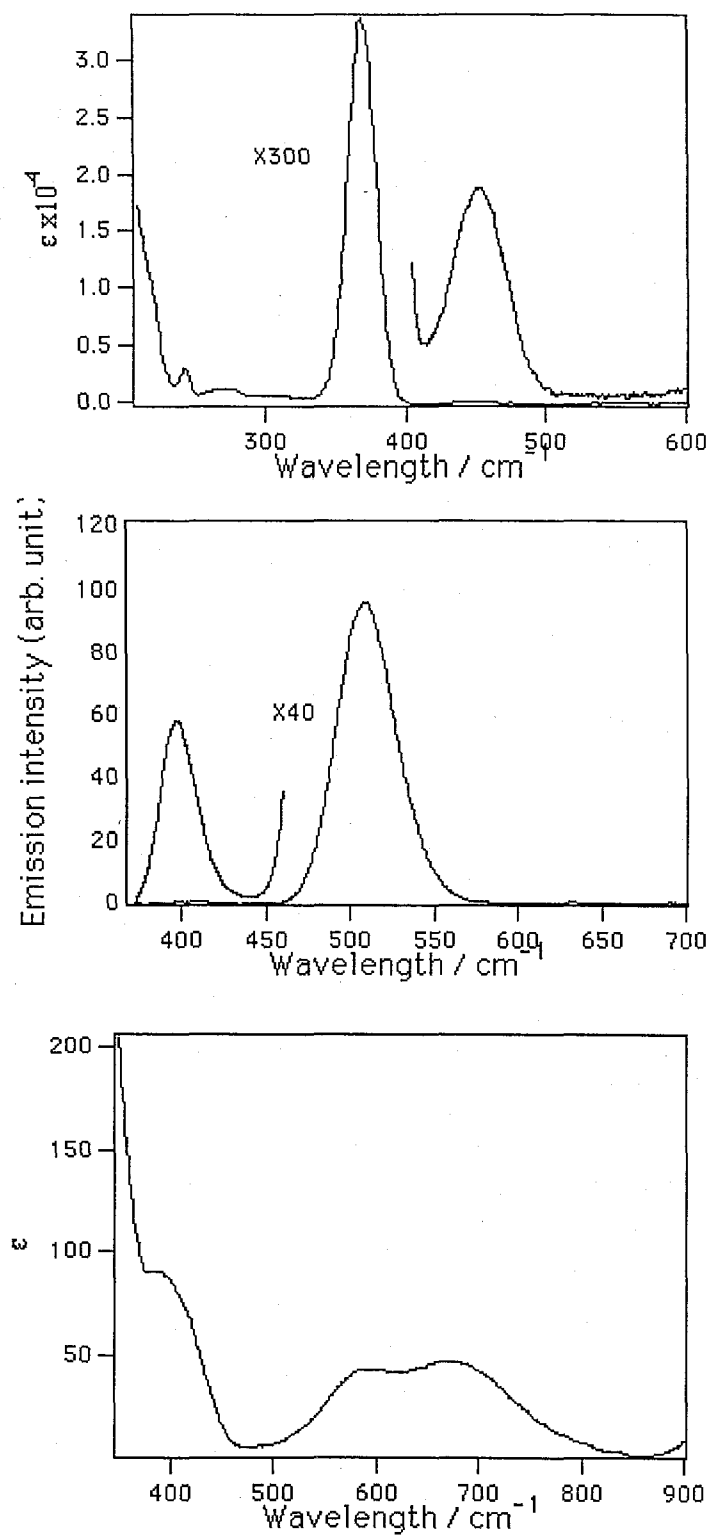 3.0
2.5
2.0
1.5
1.0
0.5
0.0
ε x10⁻⁴
X300
300 400 500 600
Wavelength / cm⁻¹
120
100
80
60
40
20
0
Emission intensity (arb. unit)
X40
400 450 500 550 600 650 700
Wavelength / cm⁻¹
200
150
100
50
ε
400 500 600 700 800 900
Wavelength / cm⁻¹